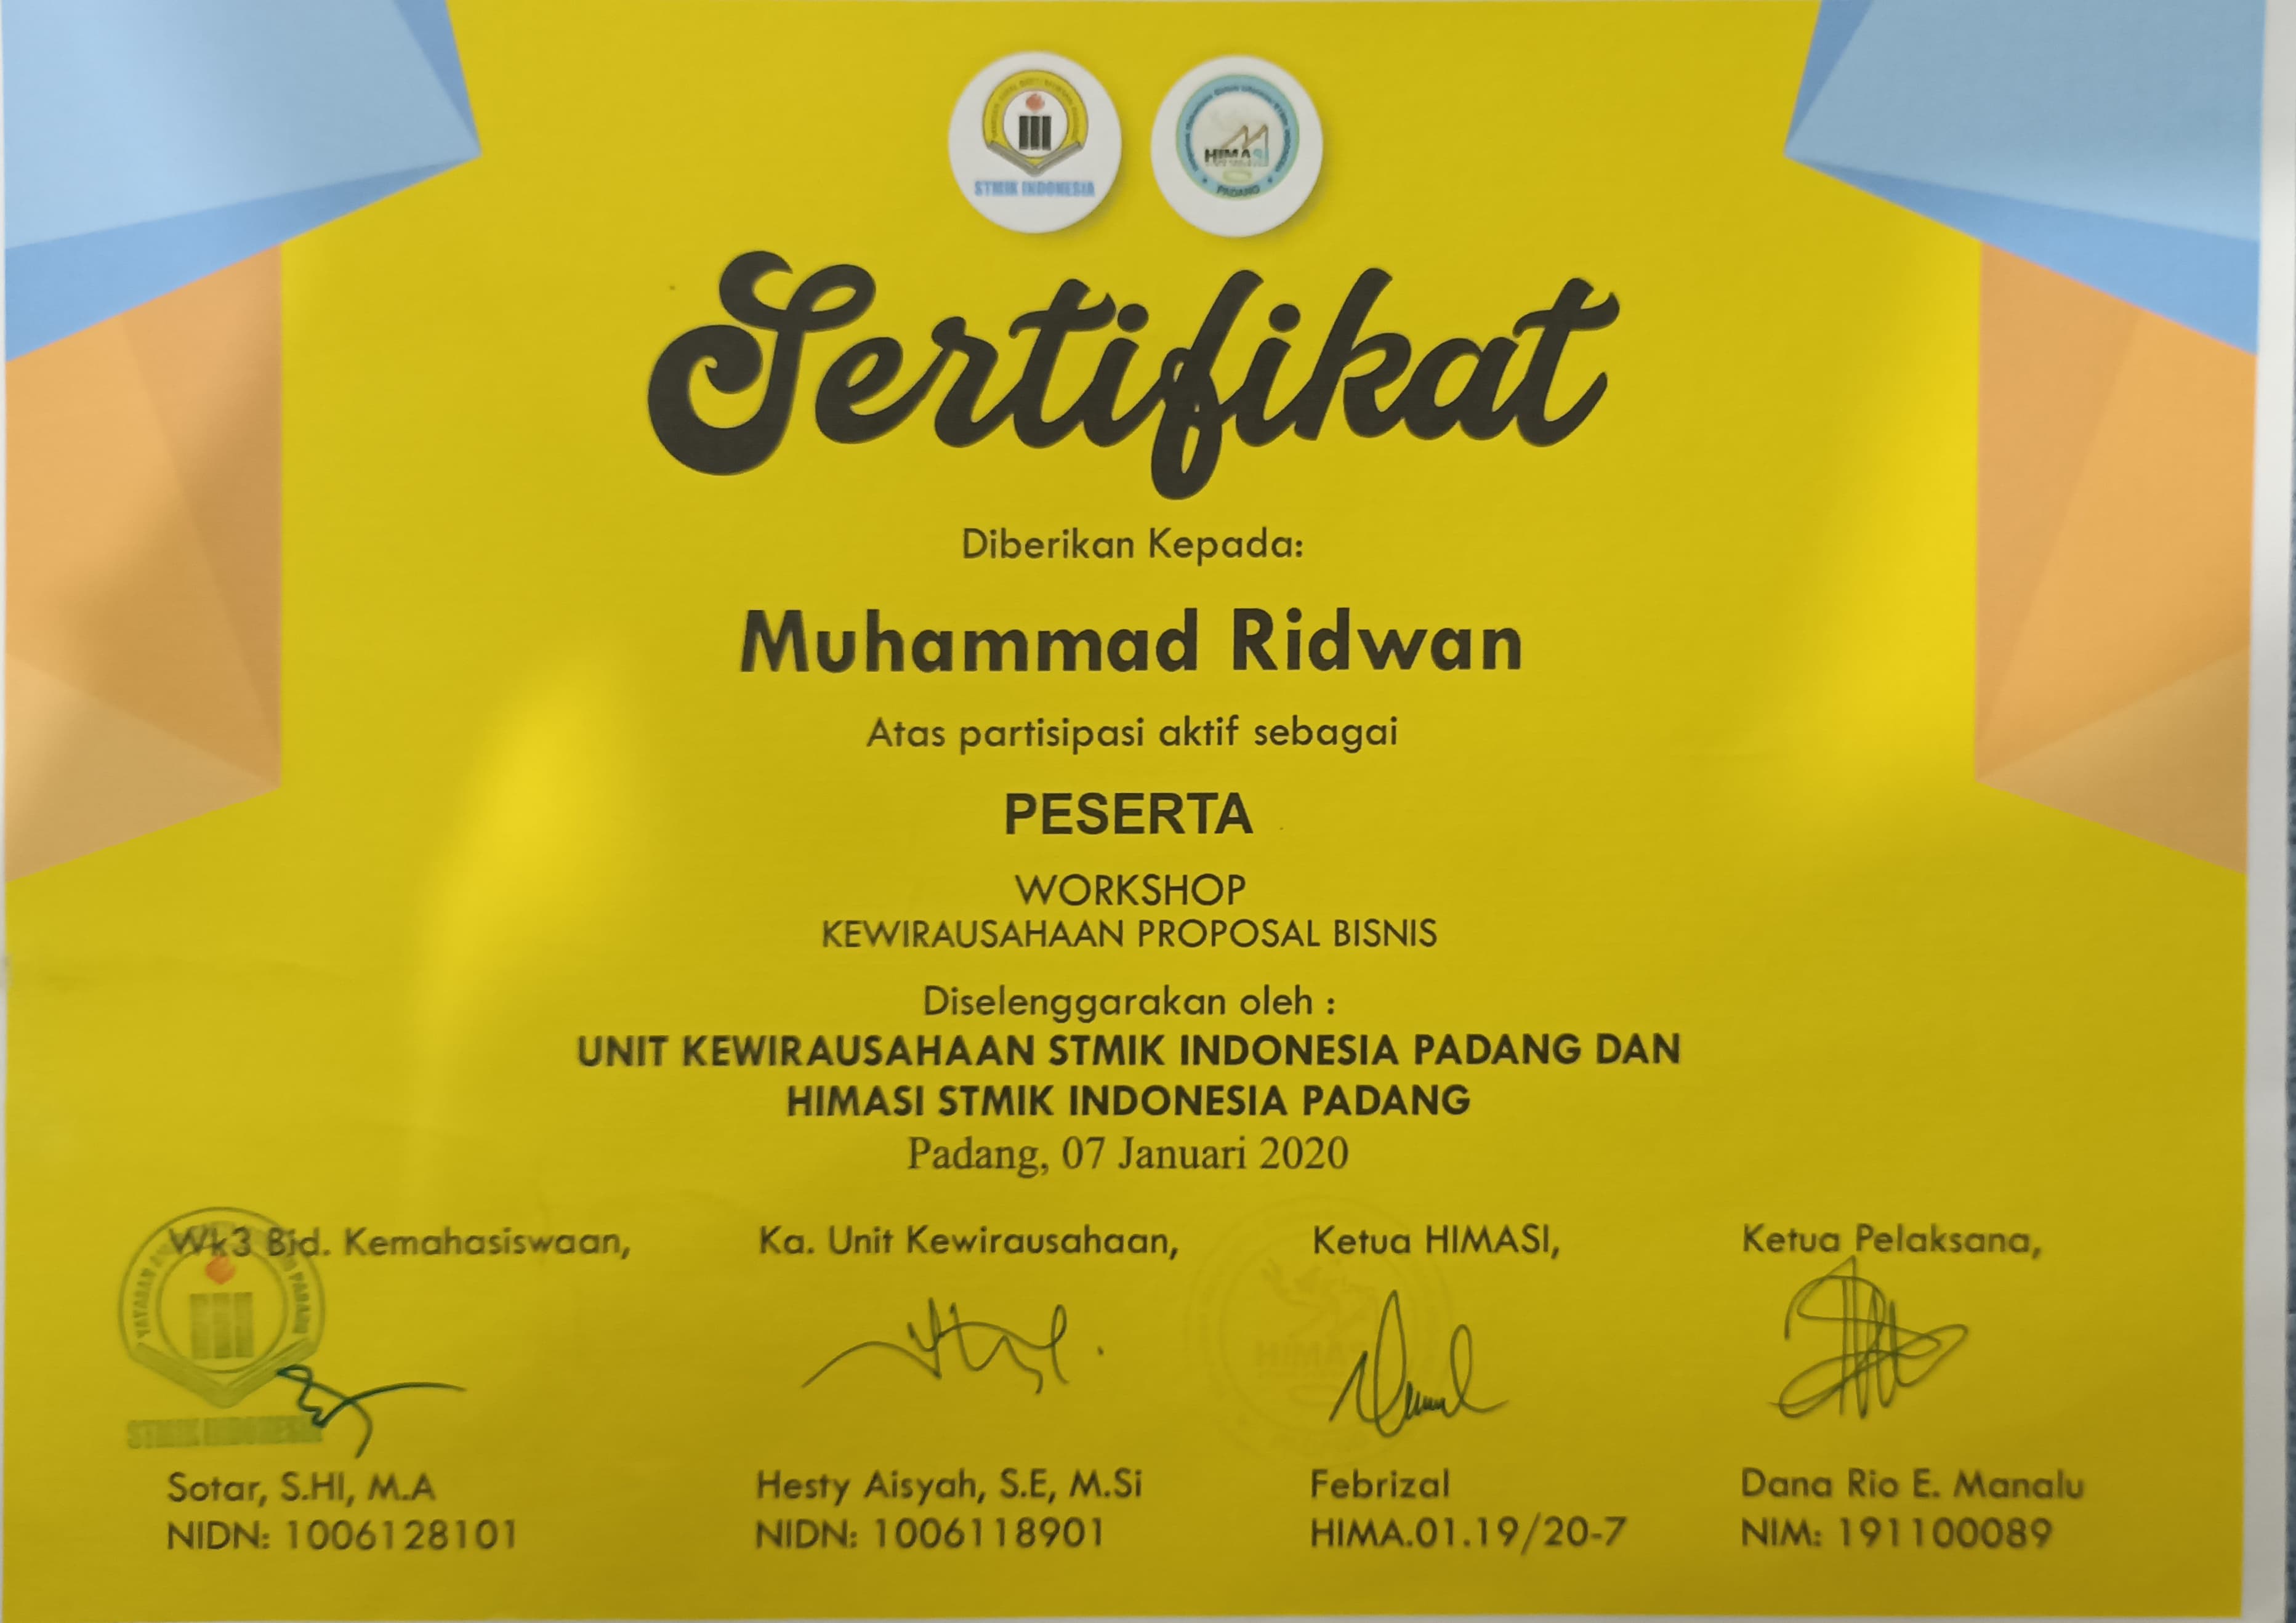 STMIK INDONESIA
HIMASI
PADANG
Sertifikat
Diberikan Kepada:
Muhammad Ridwan
Atas partisipasi aktif sebagai
PESERTA
WORKSHOP
KEWIRAUSAHAAN PROPOSAL BISNIS
Diselenggarakan oleh :
UNIT KEWIRAUSAHAAN STMIK INDONESIA PADANG DAN
HIMASI STMIK INDONESIA PADANG
Padang, 07 Januari 2020
Wk3 Bid. Kemahasiswaan,
Ka. Unit Kewirausahaan,
Ketua HIMASI,
Ketua Pelaksana,
YAYASAN PADANG
STMIK INDONESIA
HIMA
Sotar, S.HI, M.A
NIDN: 1006128101
Hesty Aisyah, S.E, M.Si
NIDN: 1006118901
Febrizal
HIMA.01.19/20-7
Dana Rio E. Manalu
NIM: 191100089